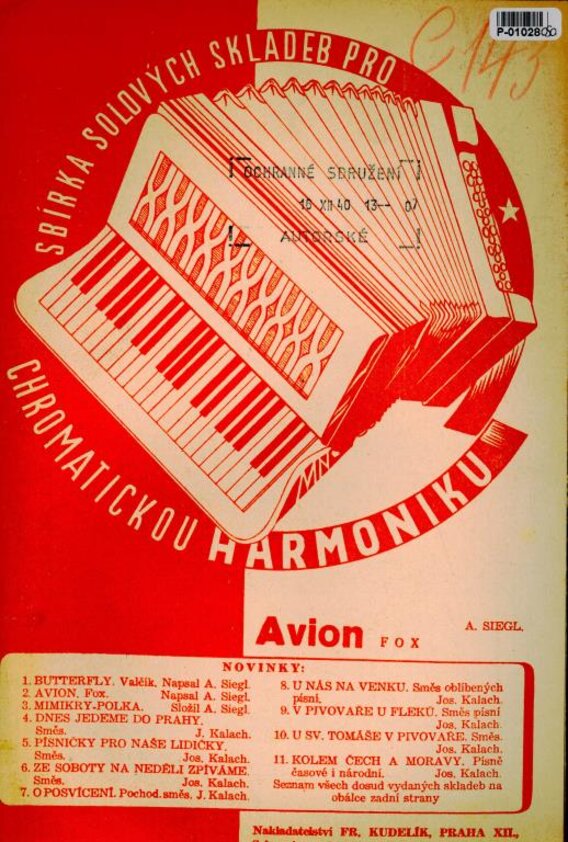 C 143
P-01028
SBÍRKA SOLOVÝCH SKLADEB PRO
CHROMATICKOU HARMONIKU
OCHRANNÉ SDRUŽENÍ
16 XII 40 13--
AUTORSKÉ
Avion FOX
A. SIEGL.
NOVINKY:
1. BUTTERFLY. Valčík. Napsal A. Siegl.
2. AVION. Fox. Napsal A. Siegl.
3. MIMIKRY-POLKA. Složil A. Siegl.
4. DNES JEDEME DO PRAHY.
Směs. J. Kalach.
5. PÍSNIČKY PRO NAŠE LIDIČKY.
Směs. Jos. Kalach.
6. ZE SOBOTY NA NEDĚLI ZPÍVÁME.
Směs. Jos. Kalach.
7. O POSVÍCENÍ. Pochod. směs. J. Kalach.
8. U NÁS NA VENKU. Směs oblíbených
písní. Jos. Kalach.
9. V PIVOVAŘE U FLEKŮ. Směs písní
Jos. Kalach.
10. U SV. TOMÁŠE V PIVOVAŘE. Směs.
Jos. Kalach.
11. KOLEM ČECH A MORAVY. Písně
časové i národní. Jos. Kalach.
Seznam všech dosud vydaných skladeb na
obálce zadní strany
Nakladatelství FR. KUDELÍK, PRAHA XII.,